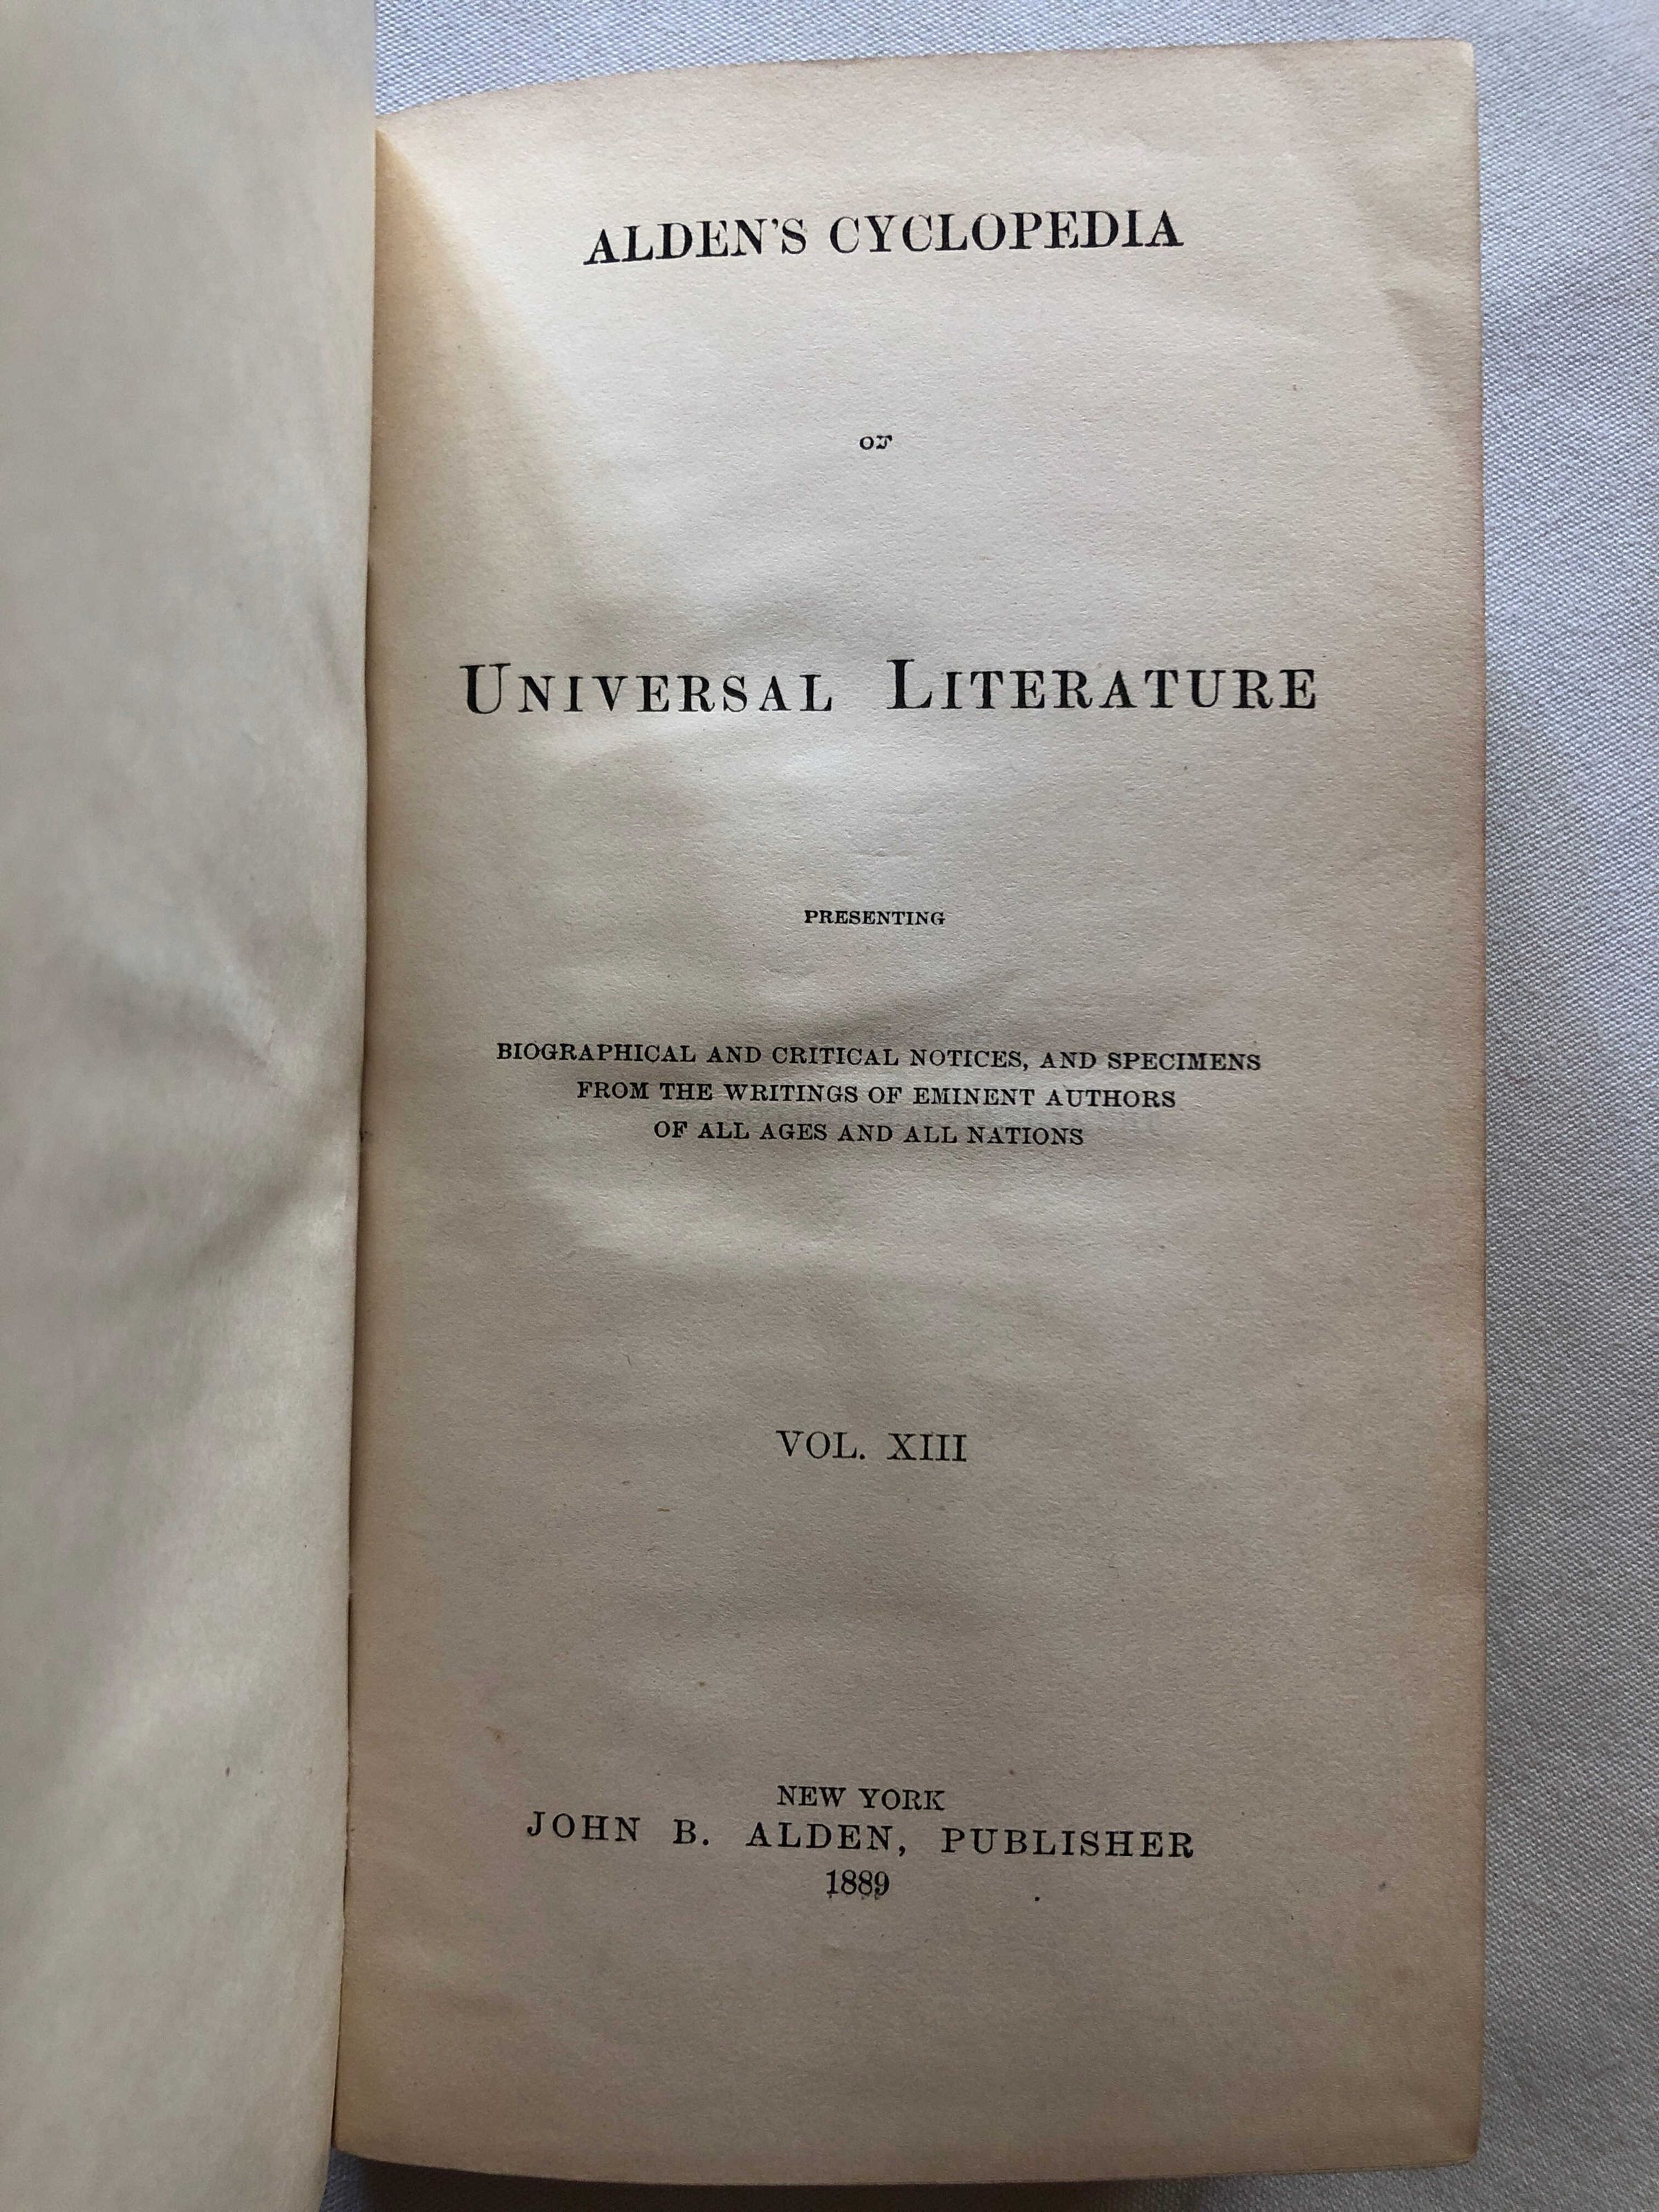 ALDEN'S CYCLOPEDIA
OF
UNIVERSAL LITERATURE
PRESENTING
BIOGRAPHICAL AND CRITICAL NOTICES, AND SPECIMENS
FROM THE WRITINGS OF EMINENT AUTHORS
OF ALL AGES AND ALL NATIONS
VOL. XIII
NEW YORK
JOHN B. ALDEN, PUBLISHER
1889